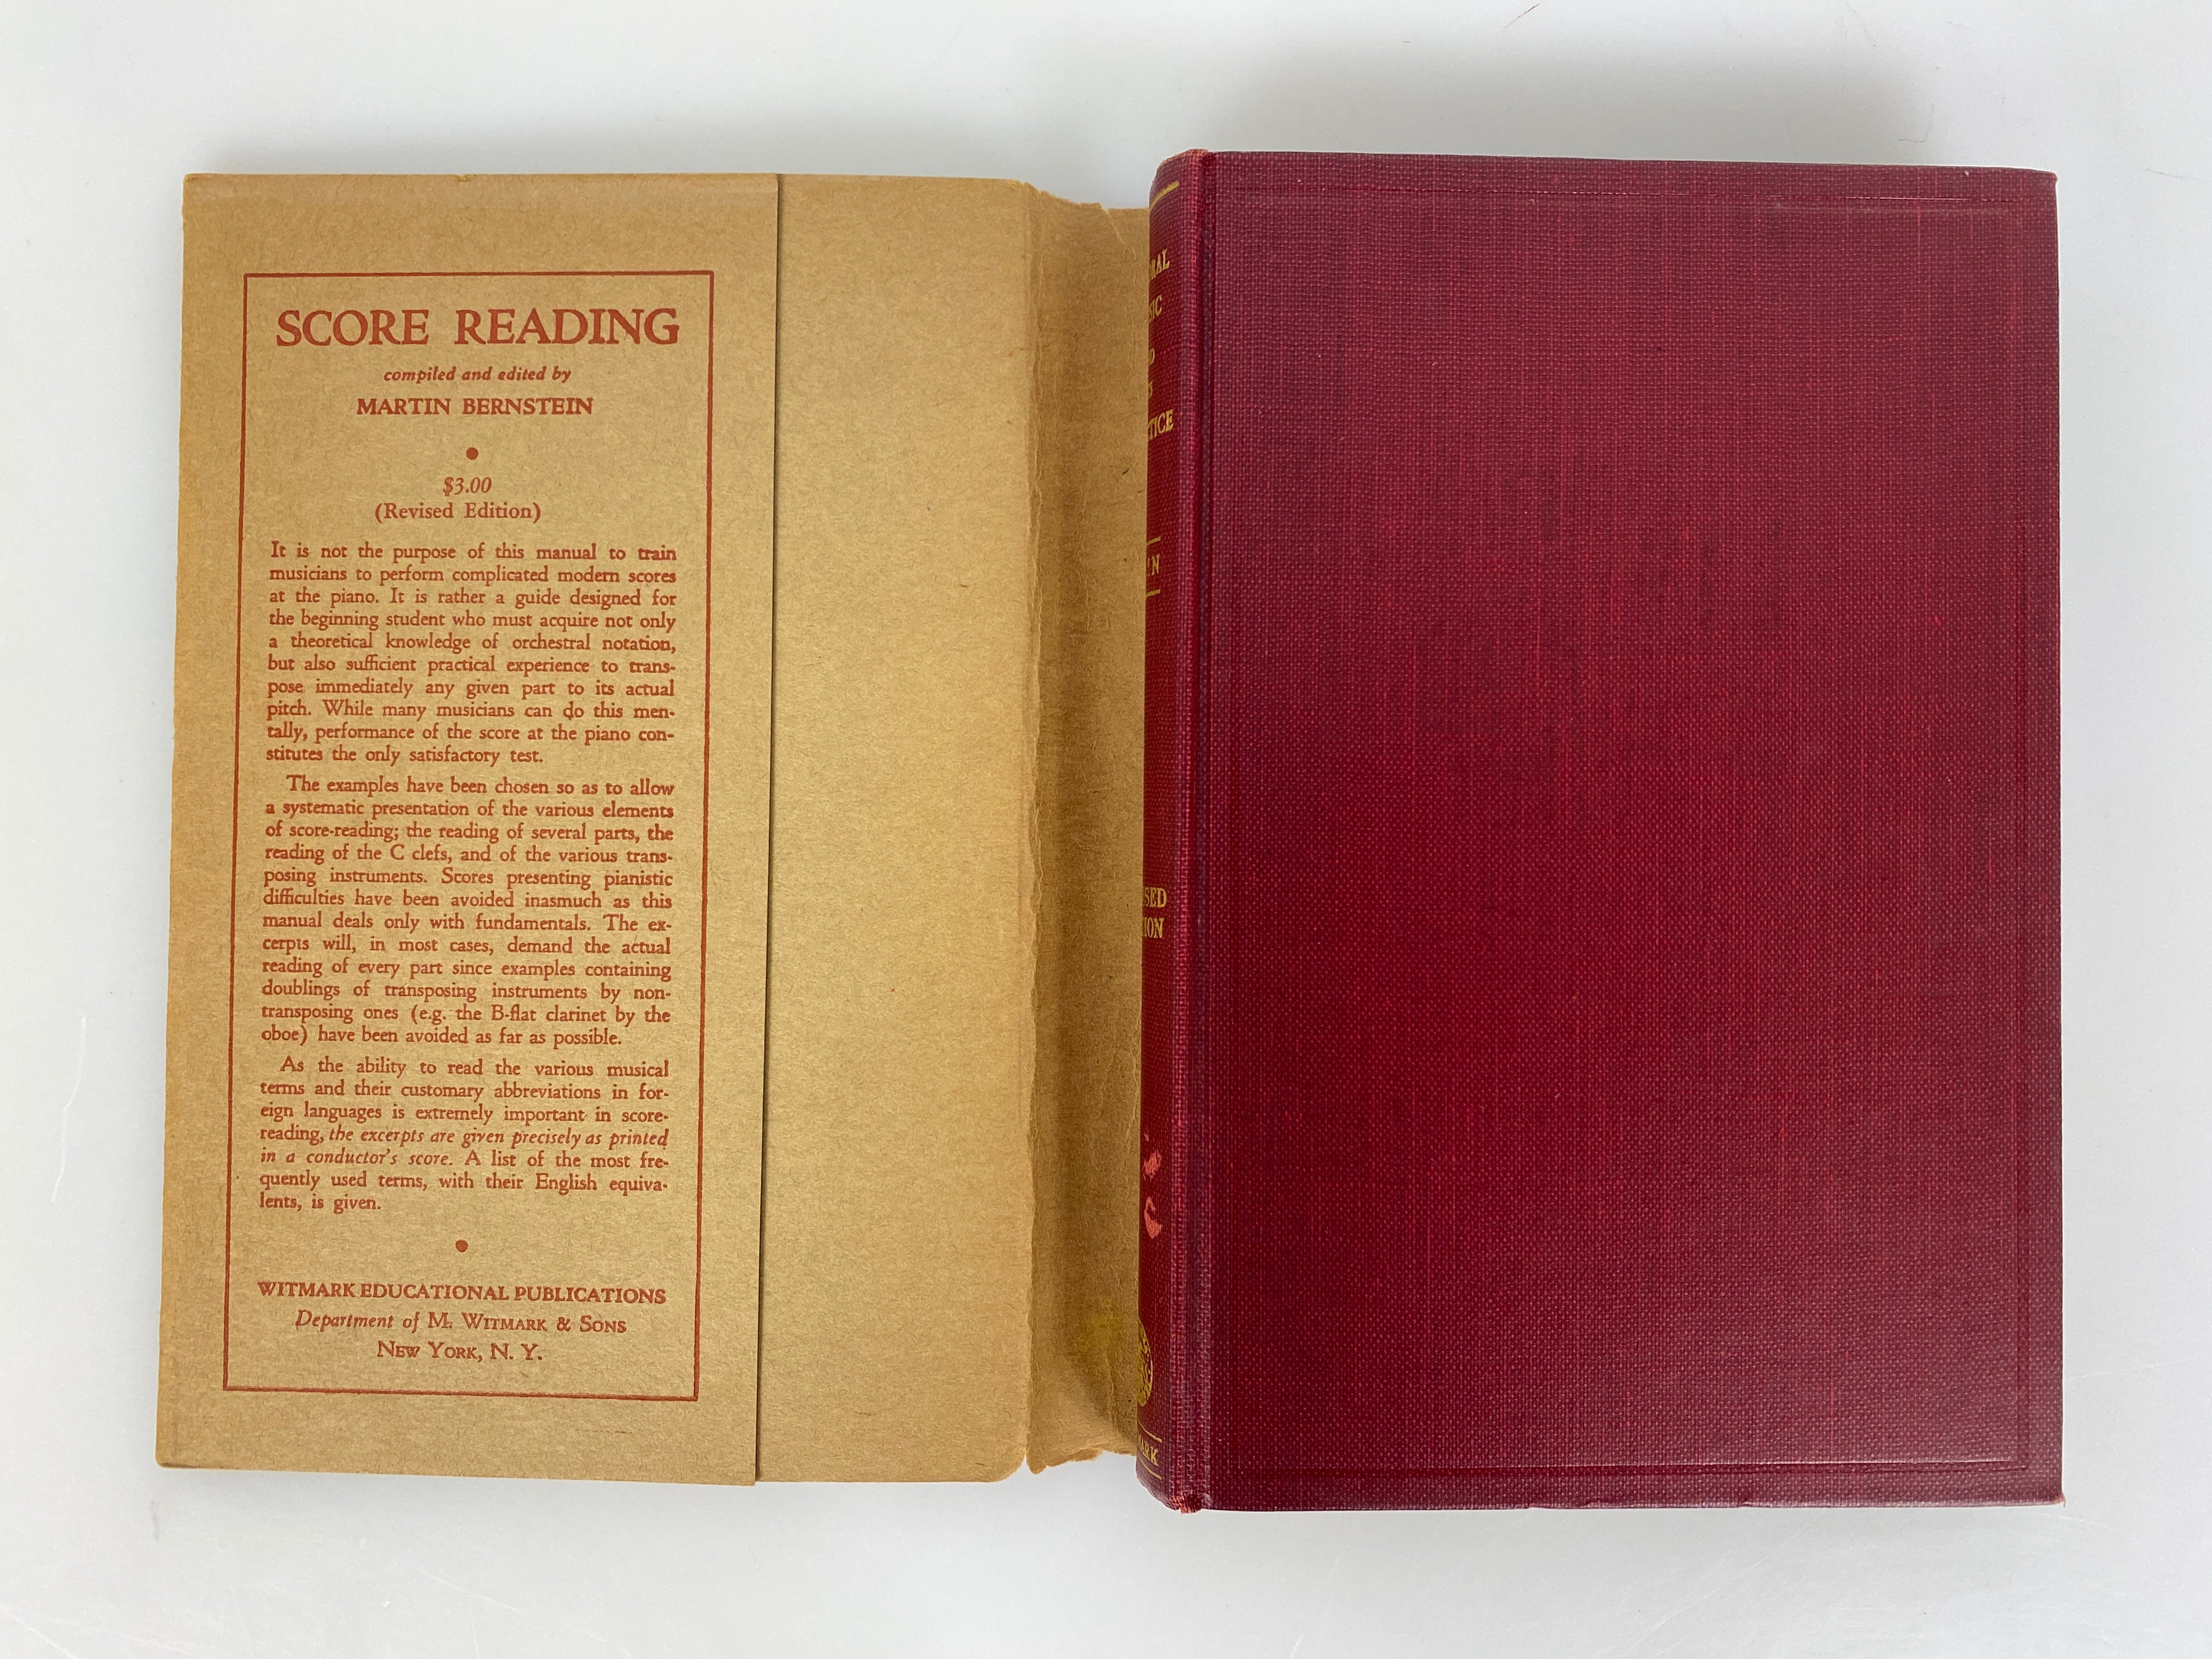 SCORE READING
compiled and edited by
MARTIN BERNSTEIN
$3.00
(Revised Edition)
It is not the purpose of this manual to train
musicians to perform complicated modern scores
at the piano. It is rather a guide designed for
the beginning student who must acquire not only
a theoretical knowledge of orchestral notation,
but also sufficient practical experience to trans-
pose immediately any given part to its actual
pitch. While many musicians can do this men-
tally, performance of the score at the piano con-
stitutes the only satisfactory test.
The examples have been chosen so as to allow
a systematic presentation of the various elements
of score-reading; the reading of several parts, the
reading of the C clefs, and of the various trans-
posing instruments. Scores presenting pianistic
difficulties have been avoided inasmuch as this
manual deals only with fundamentals. The ex-
cerpts will, in most cases, demand the actual
reading of every part since examples containing
doublings of transposing instruments by non-
transposing ones (e.g. the B-flat clarinet by the
oboe) have been avoided as far as possible.
As the ability to read the various musical
terms and their customary abbreviations in for-
eign languages is extremely important in score-
reading, the excerpts are given precisely as printed
in a conductor's score. A list of the most fre-
quently used terms, with their English equiva-
lents, is given.
WITMARK EDUCATIONAL PUBLICATIONS
Department of M. WITMARK & SONS
NEW YORK, N. Y.